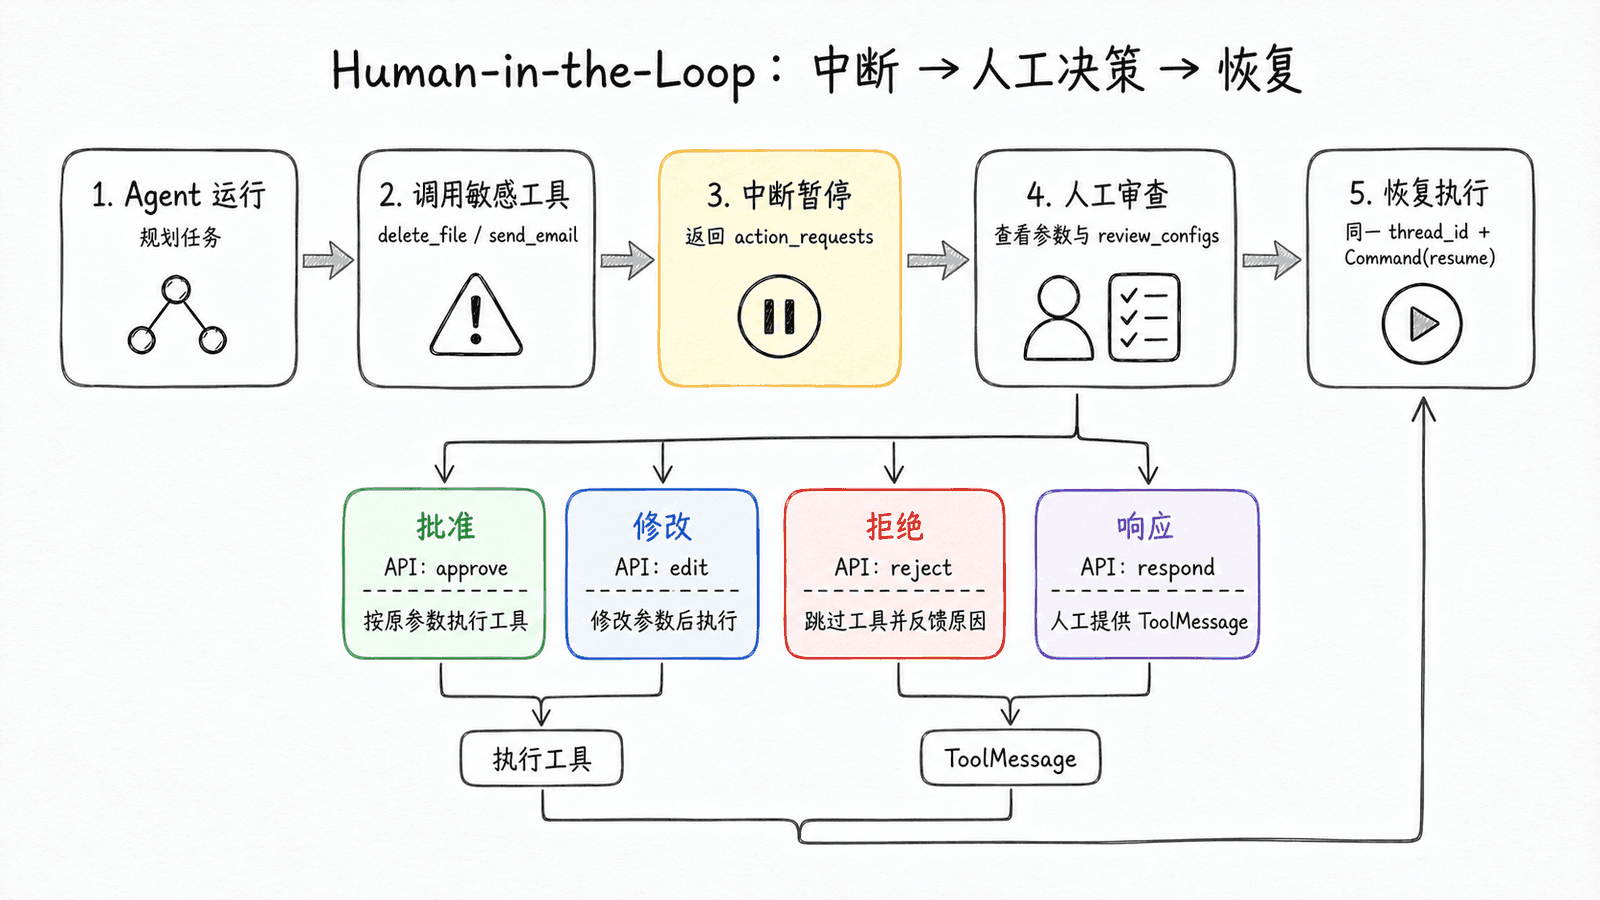 Human-in-the-Loop：中断 → 人工决策 → 恢复
1. Agent 运行
规划任务
2. 调用敏感工具
delete_file / send_email
3. 中断暂停
返回 action_requests
4. 人工审查
查看参数与 review_configs
5. 恢复执行
同一 thread_id +
Command(resume)
批准
API: approve
按原参数执行工具
修改
API: edit
修改参数后执行
拒绝
API: reject
跳过工具并反馈原因
响应
API: respond
人工提供 ToolMessage
执行工具
ToolMessage